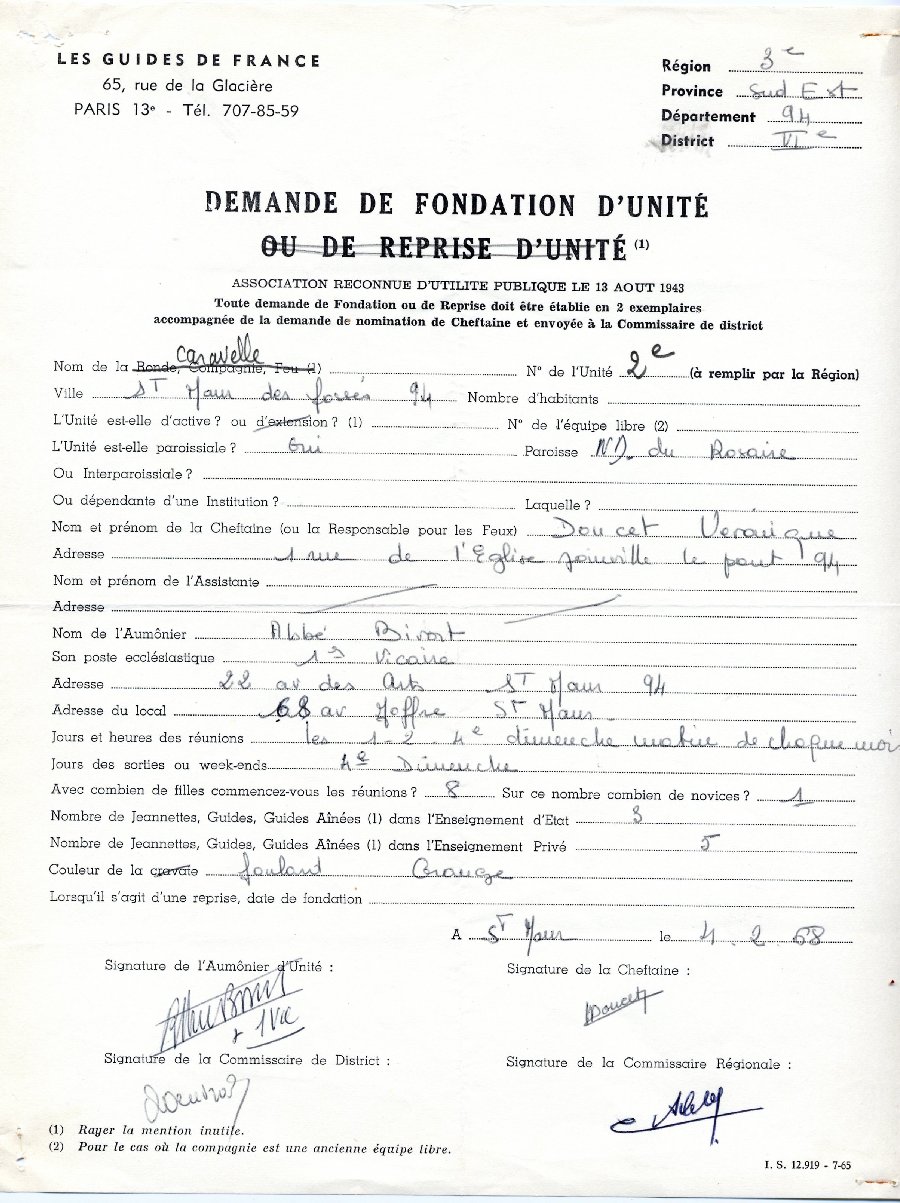 LES GUIDES DE FRANCE
65, rue de la Glacière
PARIS 13e - Tél. 707-85-59
Région 3e
Province Sud Est
Département 94
District VIe
DEMANDE DE FONDATION D'UNITÉ
OU DE REPRISE D'UNITÉ (1)
ASSOCIATION RECONNUE D'UTILITE PUBLIQUE LE 13 AOUT 1943
Toute demande de Fondation ou de Reprise doit être établie en 2 exemplaires
accompagnée de la demande de nomination de Cheftaine et envoyée à la Commissaire de district
caravelle
Nom de la Ronde, Compagnie, Feu (1) N° de l'Unité 2e (à remplir par la Région)
Ville ST Maur des fossés 94 Nombre d'habitants
L'Unité est-elle d'active ? ou d'extension ? (1) N° de l'équipe libre (2)
L'Unité est-elle paroissiale ? Oui Paroisse N.D. du Rosaire
Ou Interparoissiale ?
Ou dépendante d'une Institution ? Laquelle ?
Nom et prénom de la Cheftaine (ou la Responsable pour les Feux) Doucet Veronique
Adresse 1 rue de l'Eglise Joinville le pont 94
Nom et prénom de l'Assistante
Adresse
Nom de l'Aumônier Abbé Bivort
Son poste ecclésiastique 1er Vicaire
Adresse 22 av des Arts ST Maur 94
Adresse du local 68 av Joffre ST Maur
Jours et heures des réunions les 1-2 4e dimenche matin de chaque moi
Jours des sorties ou week-ends 4e Dimenche
Avec combien de filles commencez-vous les réunions ? 8 Sur ce nombre combien de novices ? 1
Nombre de Jeannettes, Guides, Guides Aînées (1) dans l'Enseignement d'Etat 3
Nombre de Jeannettes, Guides, Guides Aînées (1) dans l'Enseignement Privé 5
Couleur de la cravate foulard Orange
Lorsqu'il s'agit d'une reprise, date de fondation
A ST Maur le 4.2.68
Signature de l'Aumônier d'Unité :
Signature de la Cheftaine :
Doucet
1 Vic
Signature de la Commissaire de District :
Signature de la Commissaire Régionale :
(1) Rayer la mention inutile.
(2) Pour le cas où la compagnie est une ancienne équipe libre.
I. S. 12.919 - 7-65